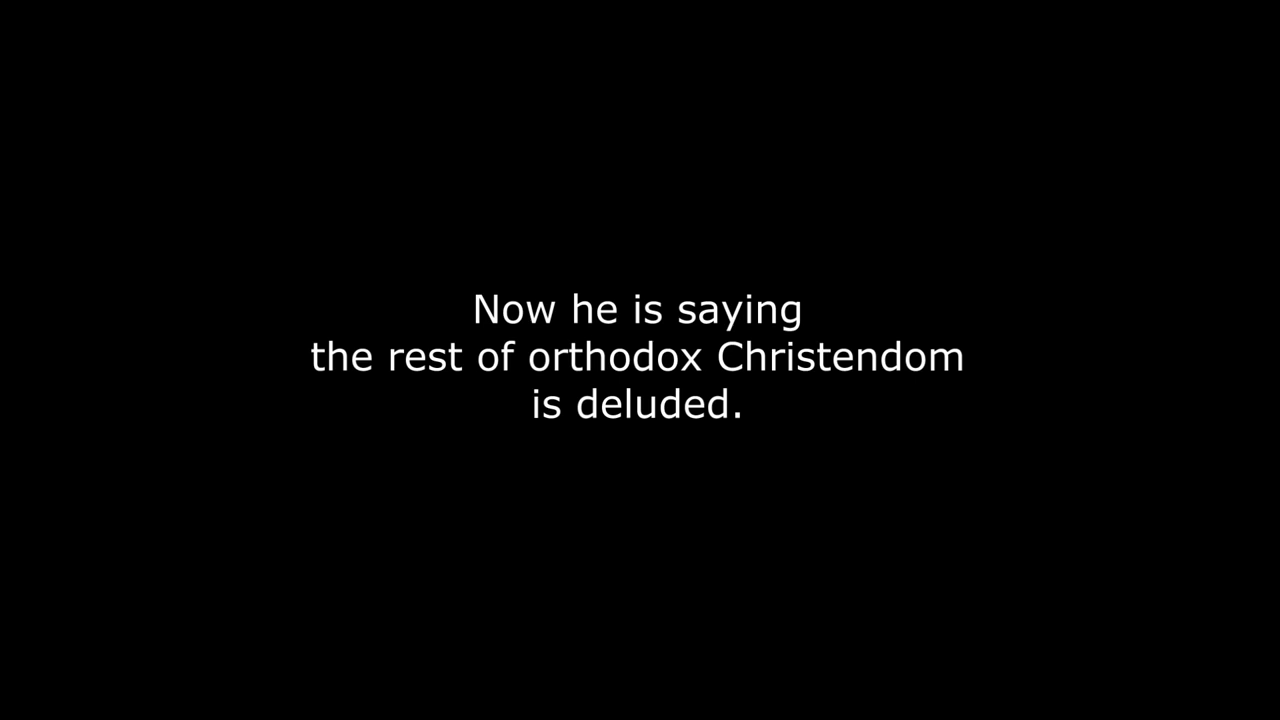 Now he is saying
the rest of orthodox Christendom
is deluded.